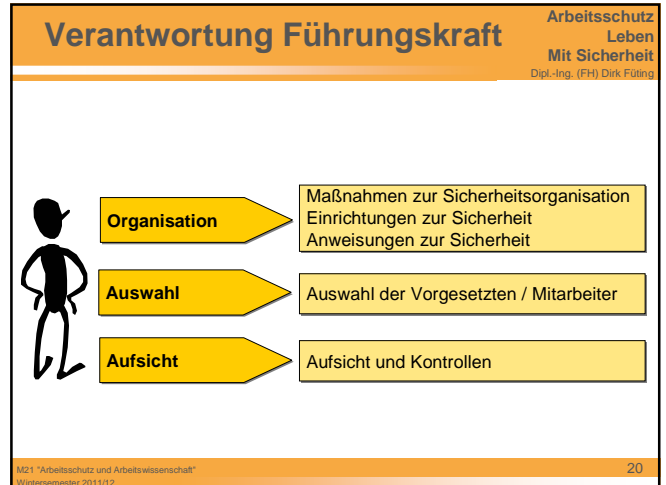 Verantwortung Führungskraft
Arbeitsschutz
Leben
Mit Sicherheit
Dipl.-Ing. (FH) Dirk Füting
Organisation
Maßnahmen zur Sicherheitsorganisation
Einrichtungen zur Sicherheit
Anweisungen zur Sicherheit
Auswahl
Auswahl der Vorgesetzten / Mitarbeiter
Aufsicht
Aufsicht und Kontrollen
M21 "Arbeitsschutz und Arbeitswissenschaft"
Wintersemester 2011/12
20